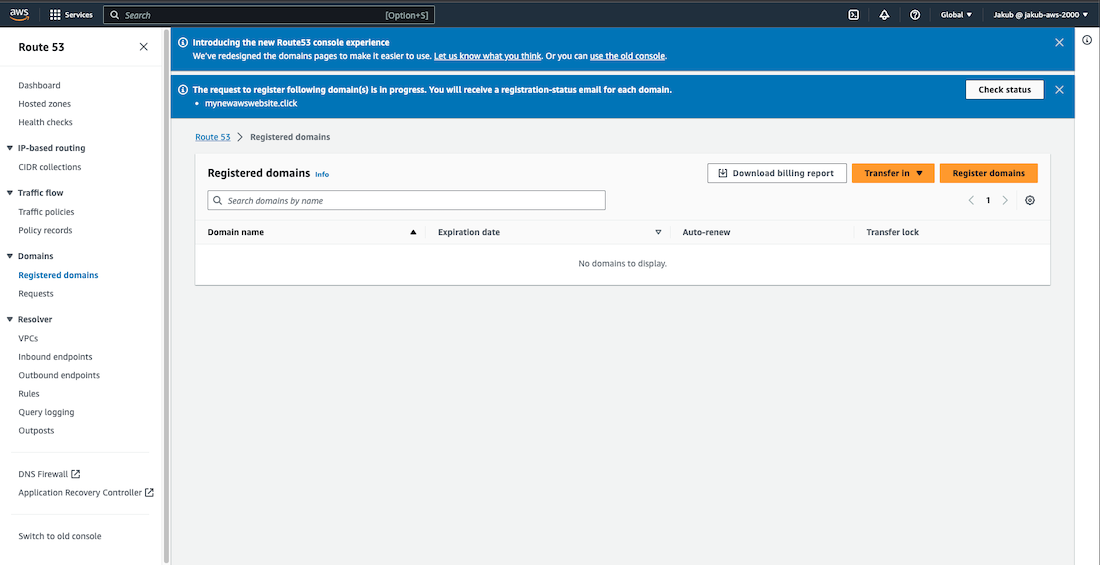 aws
Services
Search
[Option+S]
Global
Jakub @ jakub-aws-2000
Route 53
Dashboard
Hosted zones
Health checks
IP-based routing
CIDR collections
Traffic flow
Traffic policies
Policy records
Domains
Registered domains
Requests
Resolver
VPCs
Inbound endpoints
Outbound endpoints
Rules
Query logging
Outposts
DNS Firewall
Application Recovery Controller
Switch to old console
Introducing the new Route53 console experience
We've redesigned the domains pages to make it easier to use. Let us know what you think. Or you can use the old console.
The request to register following domain(s) is in progress. You will receive a registration-status email for each domain.
• mynewawswebsite.click
Check status
Route 53 > Registered domains
Registered domains Info
Download billing report
Transfer in
Register domains
Search domains by name
1
Domain name
Expiration date
Auto-renew
Transfer lock
No domains to display.